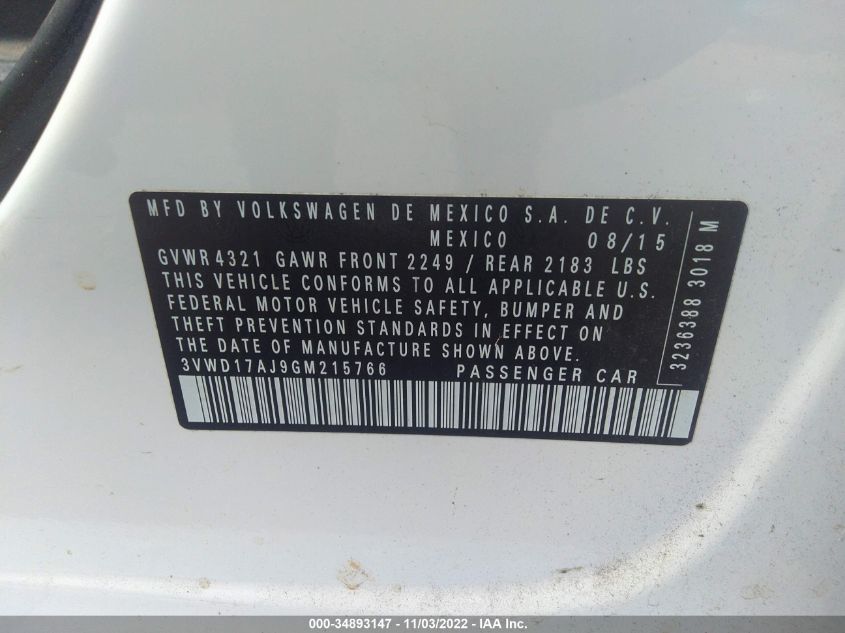 MFD BY VOLKSWAGEN DE MEXICO S.A. DE C.V.
MEXICO 08/15
GVWR 4321 GAWR FRONT 2249 / REAR 2183 LBS
THIS VEHICLE CONFORMS TO ALL APPLICABLE U.S.
FEDERAL MOTOR VEHICLE SAFETY, BUMPER AND
THEFT PREVENTION STANDARDS IN EFFECT ON
THE DATE OF MANUFACTURE SHOWN ABOVE.
3VWD17AJ9GM215766 PASSENGER CAR
3236388 3018 M
000-34893147 - 11/03/2022 - IAA Inc.